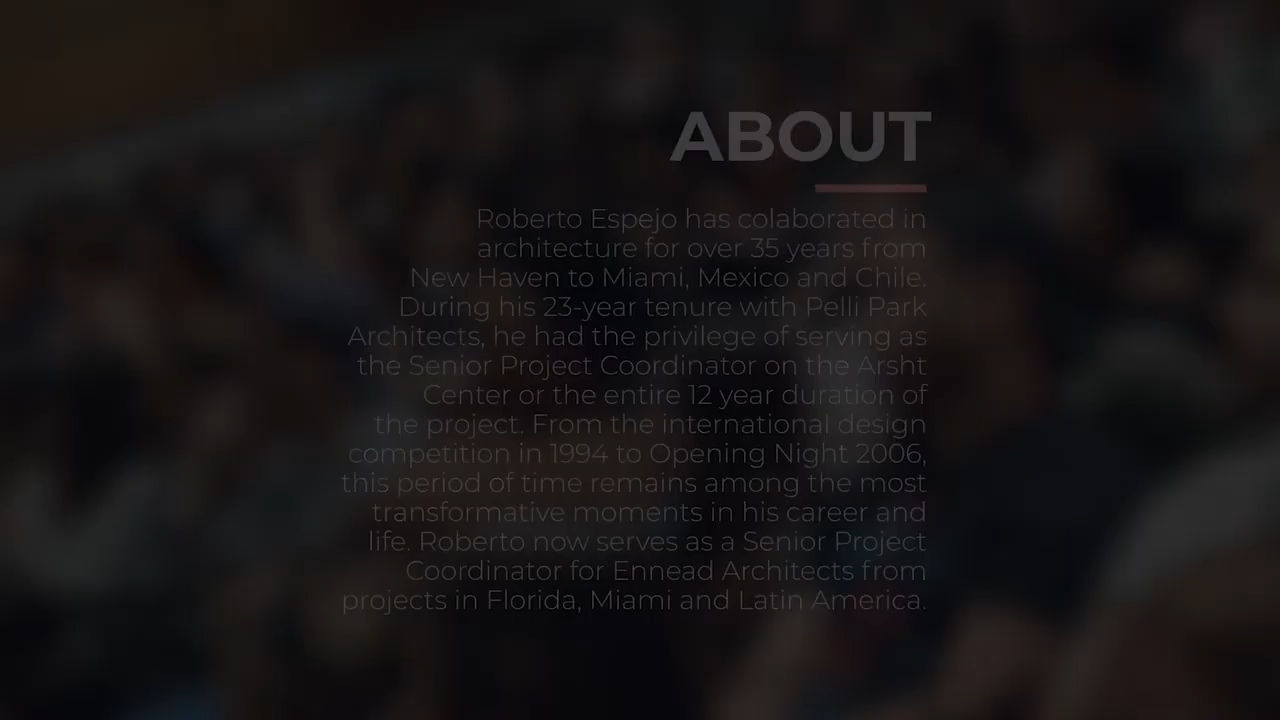 ABOUT
Roberto Espejo has colaborated in
architecture for over 35 years from
New Haven to Miami, Mexico and Chile.
During his 23-year tenure with Pelli Park
Architects, he had the privilege of serving as
the Senior Project Coordinator on the Arsht
Center or the entire 12 year duration of
the project. From the international design
competition in 1994 to Opening Night 2006,
this period of time remains among the most
transformative moments in his career and
life. Roberto now serves as a Senior Project
Coordinator for Ennead Architects from
projects in Florida, Miami and Latin America.